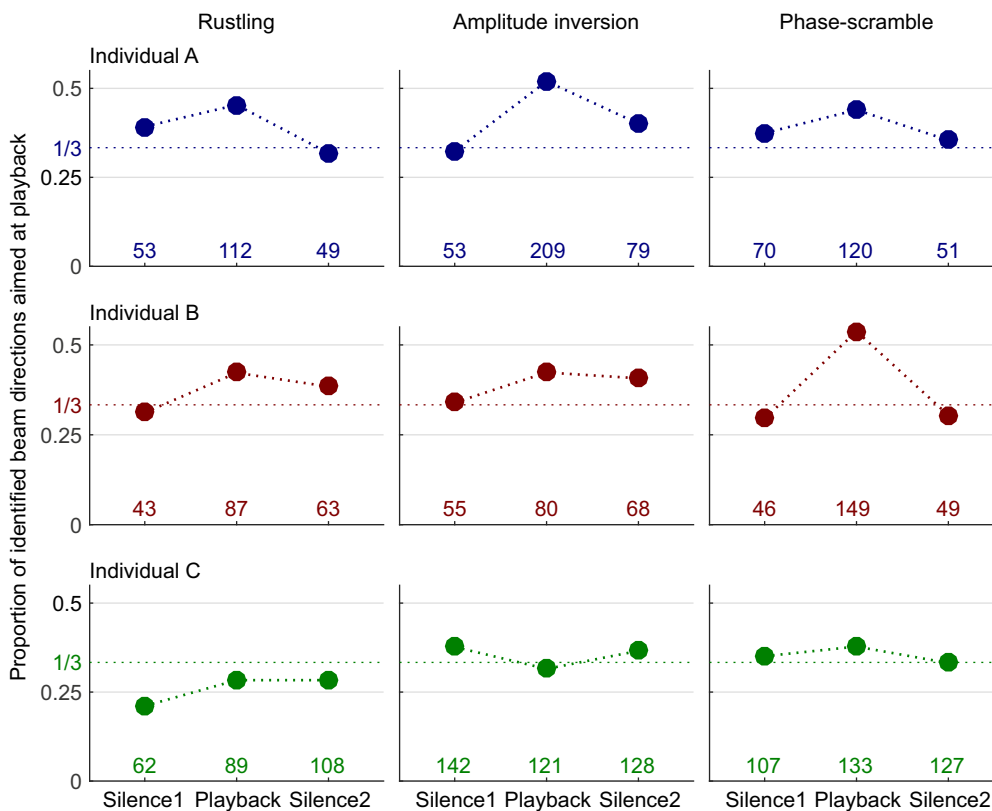 Rustling Amplitude inversion Phase-scramble
Proportion of identified beam directions aimed at playback
Individual A
0.5
1/3
0.25
53 112 49 53 209 79 70 120 51
0
Individual B
0.5
1/3
0.25
43 87 63 55 80 68 46 149 49
0
Individual C
0.5
1/3
0.25
62 89 108 142 121 128 107 133 127
0
Silence1 Playback Silence2 Silence1 Playback Silence2 Silence1 Playback Silence2